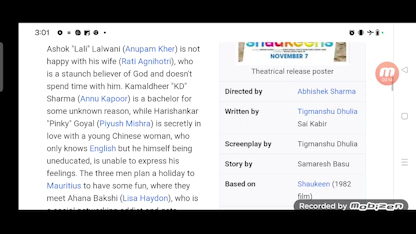 3:01
Ashok "Lali" Lalwani (Anupam Kher) is not
happy with his wife (Rati Agnihotri), who
is a staunch believer of God and doesn't
spend time with him. Kamaldheer "KD"
Sharma (Annu Kapoor) is a bachelor for
some unknown reason, while Harishankar
"Pinky" Goyal (Piyush Mishra) is secretly in
love with a young Chinese woman, who
only knows English but he himself being
uneducated, is unable to express his
feelings. The three men plan a holiday to
Mauritius to have some fun, where they
meet Ahana Bakshi (Lisa Haydon), who is
NOVEMBER 7
Theatrical release poster
Directed by Abhishek Sharma
Written by Tigmanshu Dhulia
Sai Kabir
Screenplay by Tigmanshu Dhulia
Story by Samaresh Basu
Based on Shaukeen (1982
film)
Recorded by Mobizen